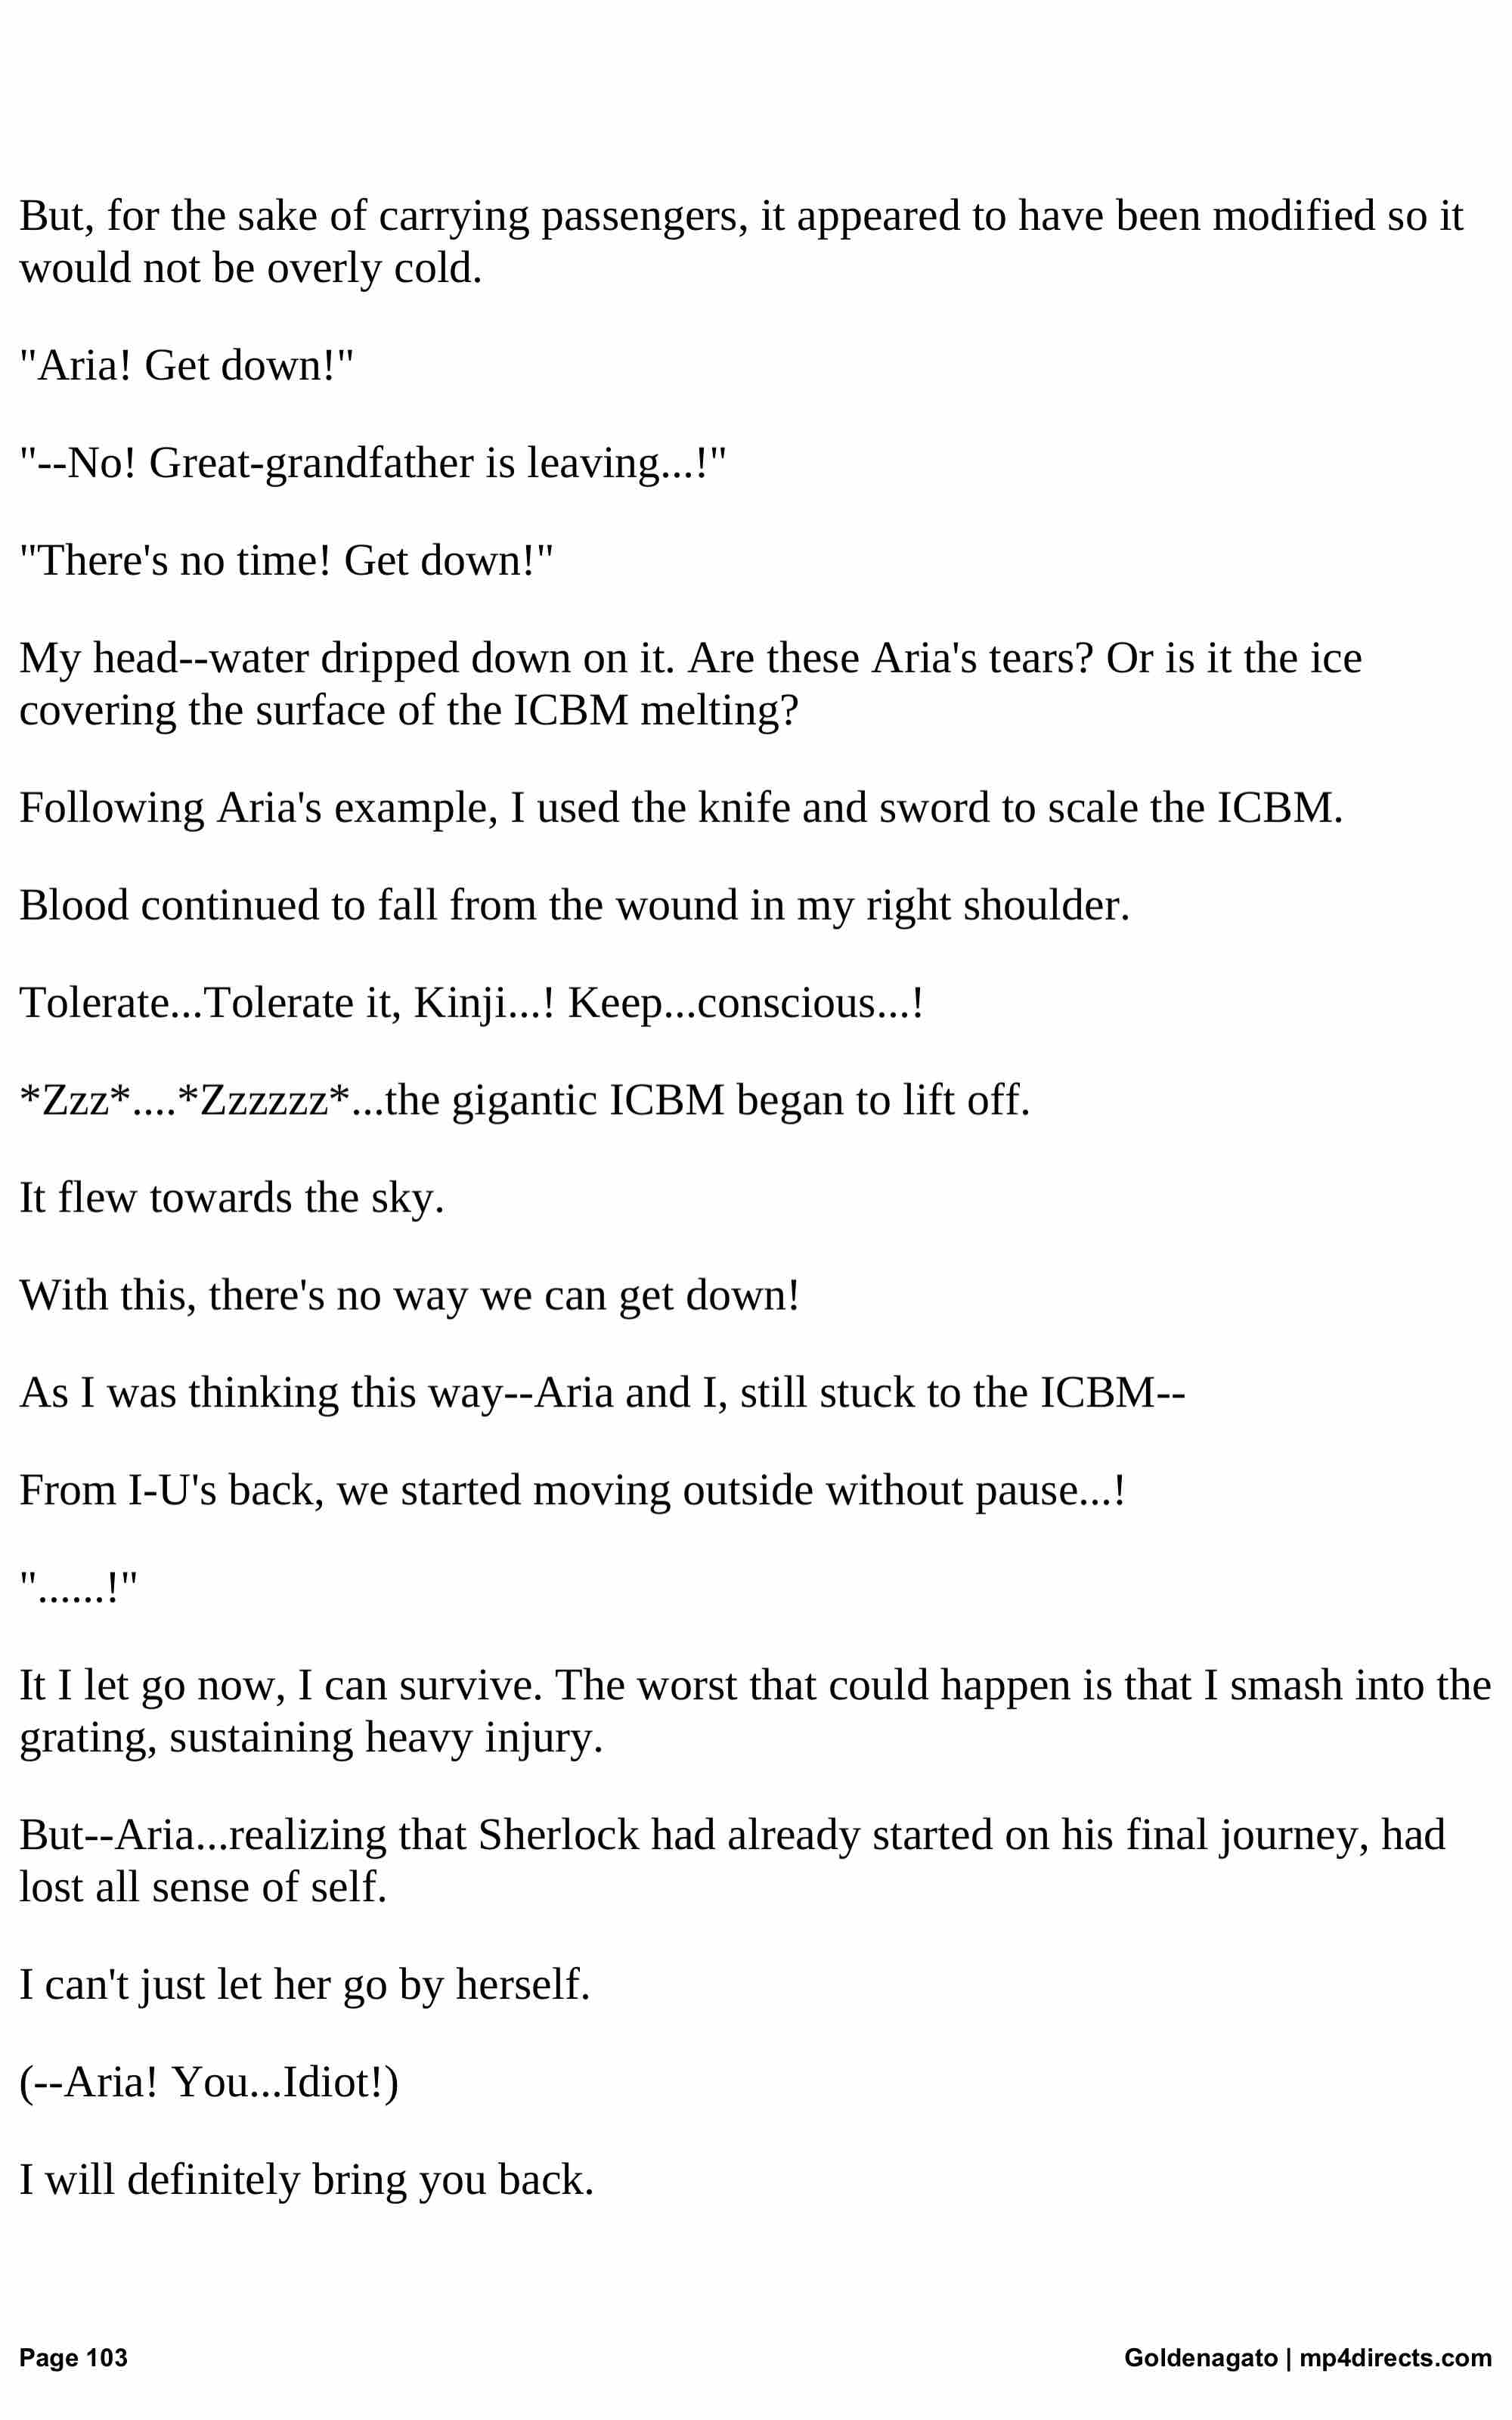 But, for the sake of carrying passengers, it appeared to have been modified so it
would not be overly cold.
"Aria! Get down!"
"--No! Great-grandfather is leaving...!"
"There's no time! Get down!"
My head--water dripped down on it. Are these Aria's tears? Or is it the ice
covering the surface of the ICBM melting?
Following Aria's example, I used the knife and sword to scale the ICBM.
Blood continued to fall from the wound in my right shoulder.
Tolerate...Tolerate it, Kinji...! Keep...conscious...!
*Zzz*....*Zzzzzz*...the gigantic ICBM began to lift off.
It flew towards the sky.
With this, there's no way we can get down!
As I was thinking this way--Aria and I, still stuck to the ICBM--
From I-U's back, we started moving outside without pause...!
"......!"
It I let go now, I can survive. The worst that could happen is that I smash into the
grating, sustaining heavy injury.
But--Aria...realizing that Sherlock had already started on his final journey, had
lost all sense of self.
I can't just let her go by herself.
(--Aria! You...Idiot!)
I will definitely bring you back.
Page 103
Goldenagato | mp4directs.com